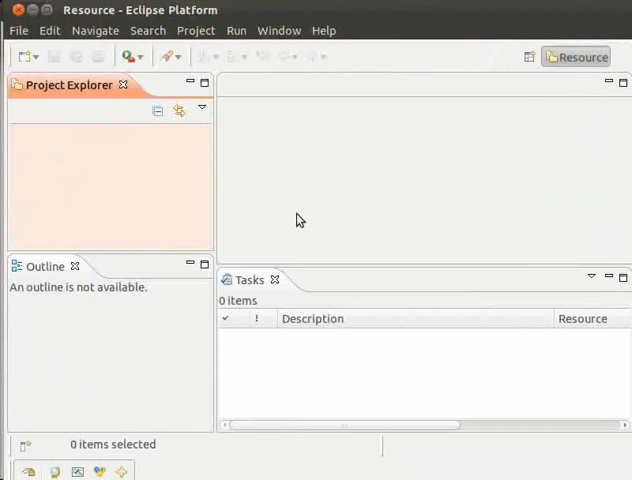 Resource - Eclipse Platform
File Edit Navigate Search Project Run Window Help
Resource
Project Explorer
Outline
An outline is not available.
Tasks
0 items
! Description Resource
0 items selected